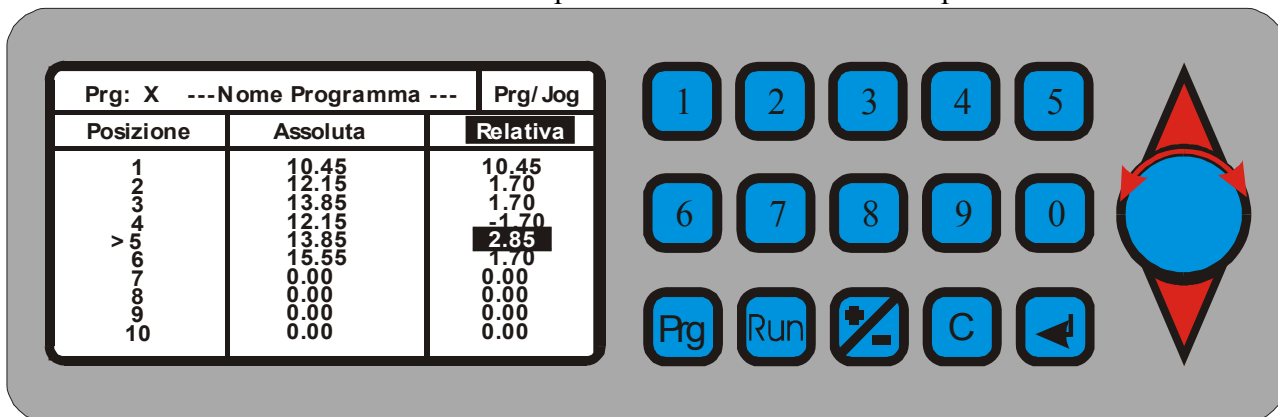 Prg: X ---Nome Programma --- Prg/Jog
Posizione Assoluta Relativa
1 10.45 10.45
2 12.15 1.70
3 13.85 1.70
4 12.15 -1.70
> 5 13.85 2.85
6 15.55 1.70
7 0.00 0.00
8 0.00 0.00
9 0.00 0.00
10 0.00 0.00
1 2 3 4 5
6 7 8 9 0
Prg Run + - C